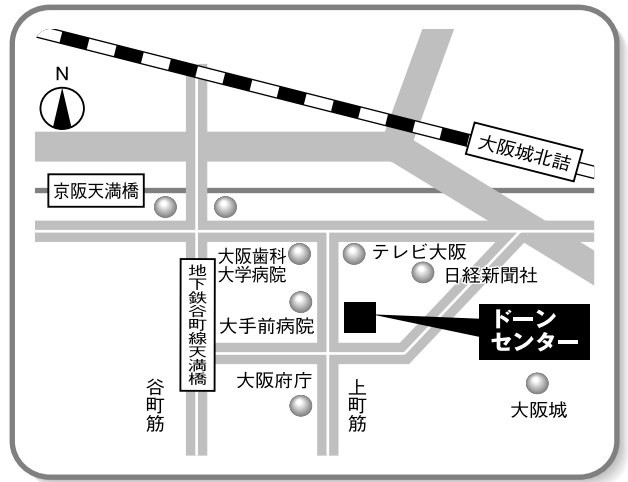 N
大阪城北詰
京阪天満橋
大阪歯科
大学病院
テレビ大阪
日経新聞社
地下鉄谷町線天満橋
大手前病院
ドーン
センター
大阪府庁
谷町筋
上町筋
大阪城